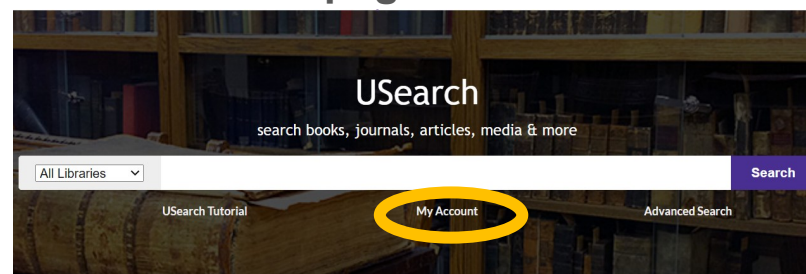 USearch
search books, journals, articles, media & more
All Libraries
Search
USearch Tutorial My Account Advanced Search